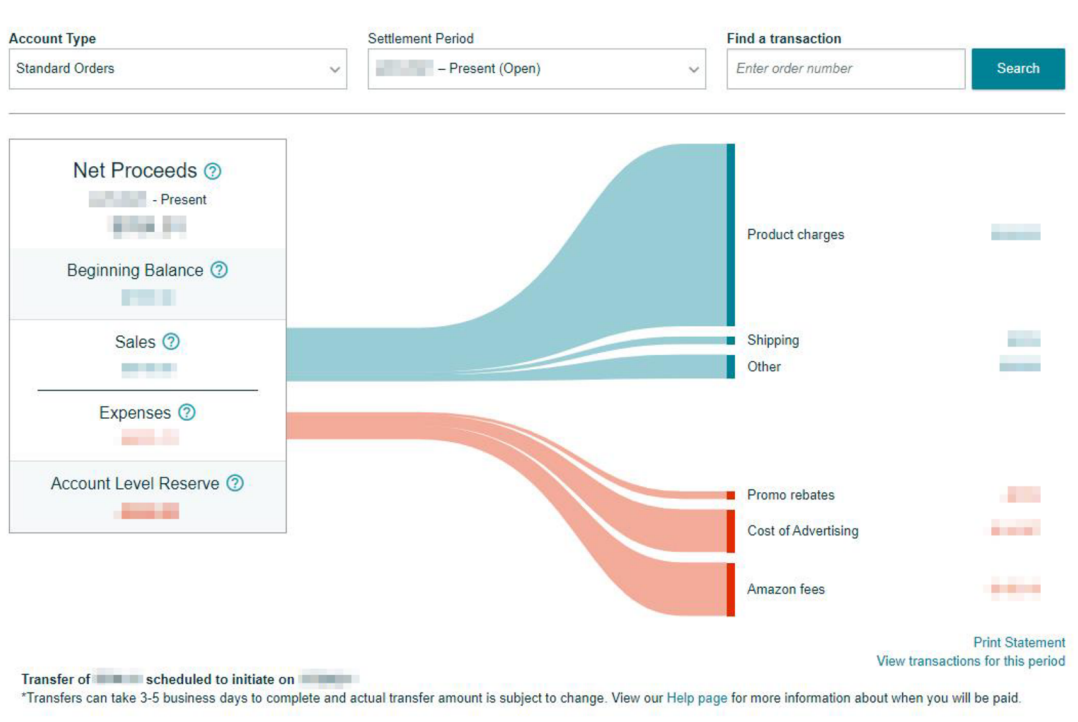 Account Type
Settlement Period
Find a transaction
Standard Orders
– Present (Open)
Enter order number
Search
Net Proceeds ?
- Present
Beginning Balance ?
Sales ?
Expenses ?
Account Level Reserve ?
Product charges
Shipping
Other
Promo rebates
Cost of Advertising
Amazon fees
Print Statement
View transactions for this period
Transfer of scheduled to initiate on
*Transfers can take 3-5 business days to complete and actual transfer amount is subject to change. View our Help page for more information about when you will be paid.